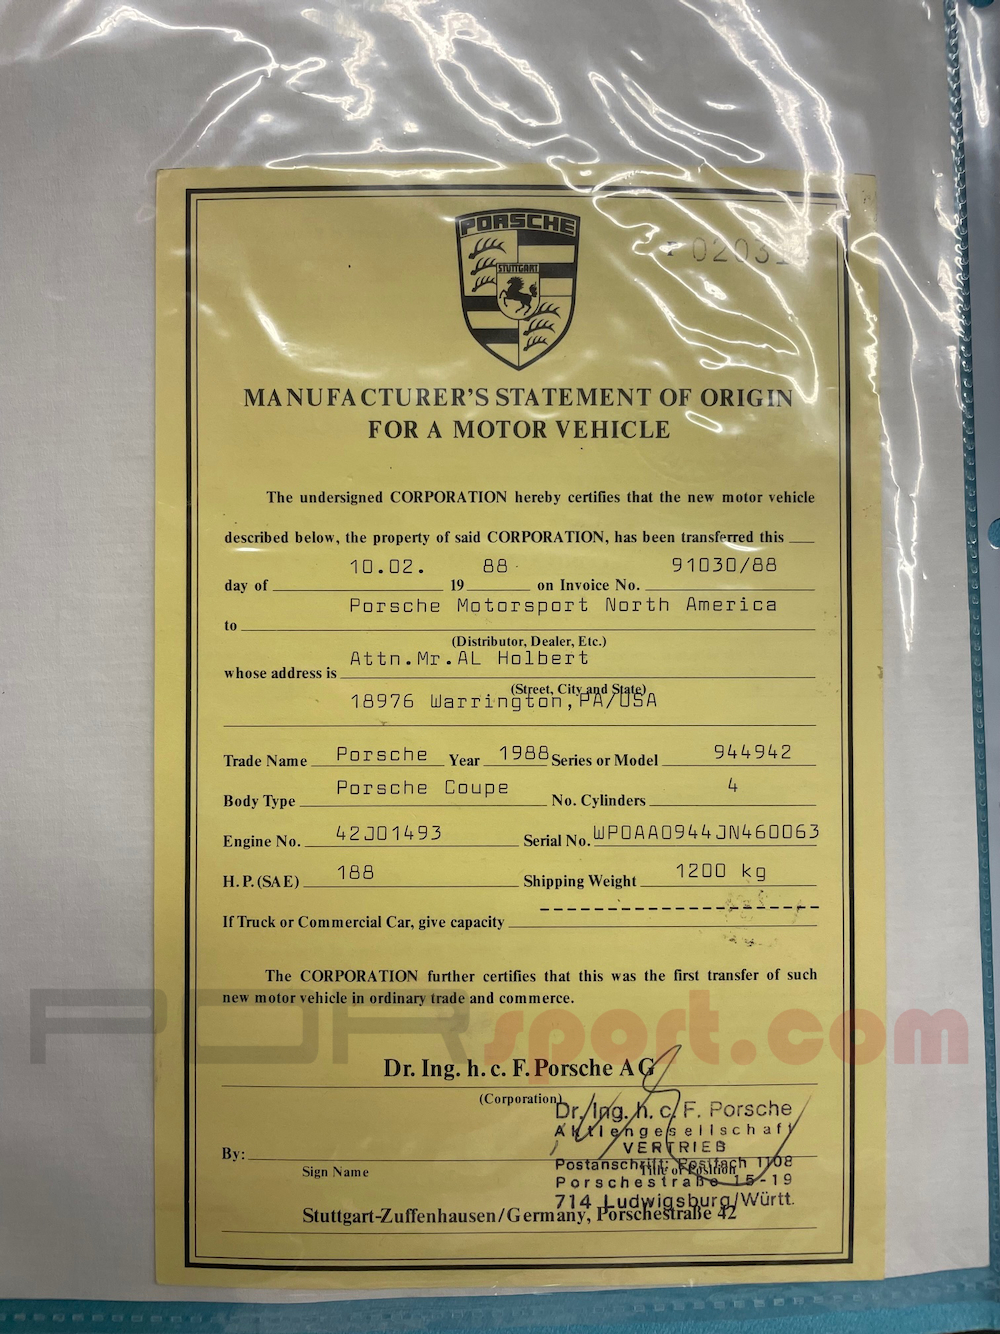 PORSCHE
STUTTGART
MANUFACTURER'S STATEMENT OF ORIGIN
FOR A MOTOR VEHICLE
The undersigned CORPORATION hereby certifies that the new motor vehicle
described below, the property of said CORPORATION, has been transferred this
day of 10.02. 19 88 on Invoice No. 91030/88
to Porsche Motorsport North America
(Distributor, Dealer, Etc.)
whose address is Attn.Mr.AL Holbert
(Street, City and State)
18976 Warrington,PA/USA
Trade Name Porsche Year 1988 Series or Model 944942
Body Type Porsche Coupe No. Cylinders 4
Engine No. 42J01493 Serial No. WP0AA0944JN460063
H.P.(SAE) 188 Shipping Weight 1200 kg
If Truck or Commercial Car, give capacity ----------------------
The CORPORATION further certifies that this was the first transfer of such
new motor vehicle in ordinary trade and commerce.
PORsport.com
Dr. Ing. h. c. F. Porsche AG
(Corporation)
Dr. Ing. h. c. F. Porsche
Aktiengesellschaft
VERTRIEB
By:
Postanschrift: Postfach 1108
Sign Name Title or Position
Porschestraße 15-19
714 Ludwigsburg/Württ.
Stuttgart-Zuffenhausen/Germany, Porschestraße 42